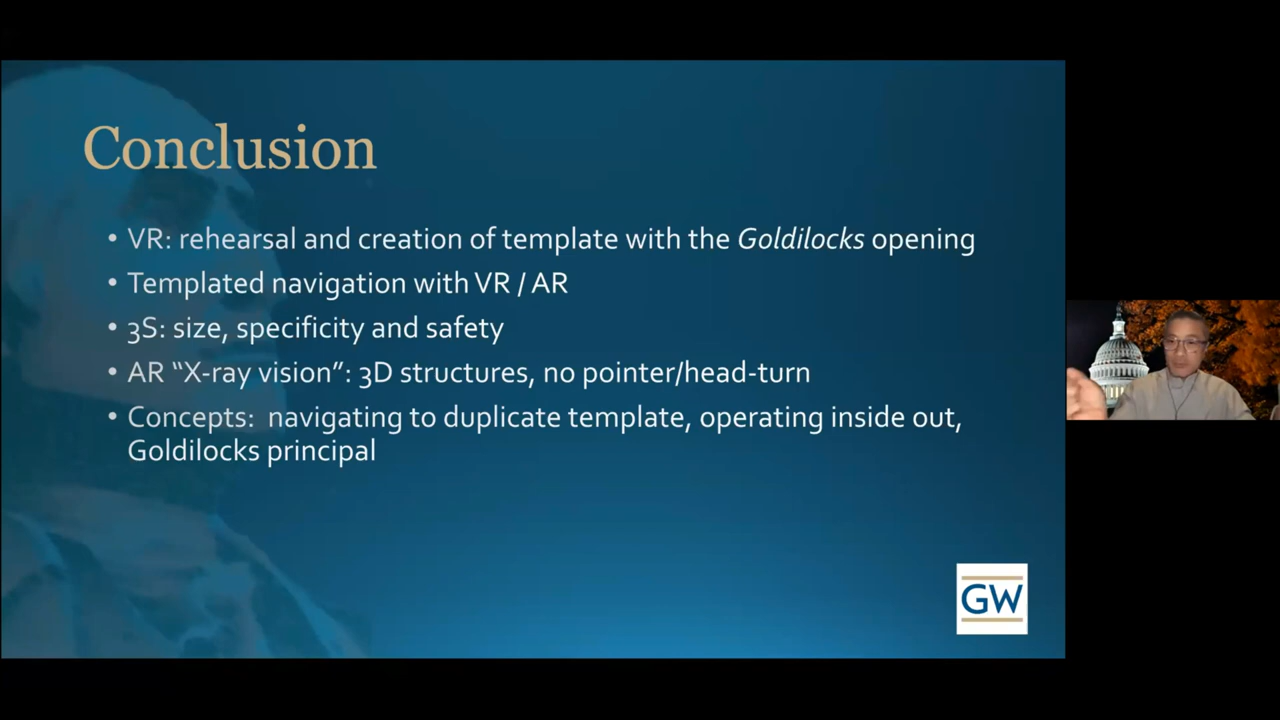 Conclusion
• VR: rehearsal and creation of template with the Goldilocks opening
• Templated navigation with VR / AR
• 3S: size, specificity and safety
• AR “X-ray vision”: 3D structures, no pointer/head-turn
• Concepts:  navigating to duplicate template, operating inside out,
Goldilocks principal
GW